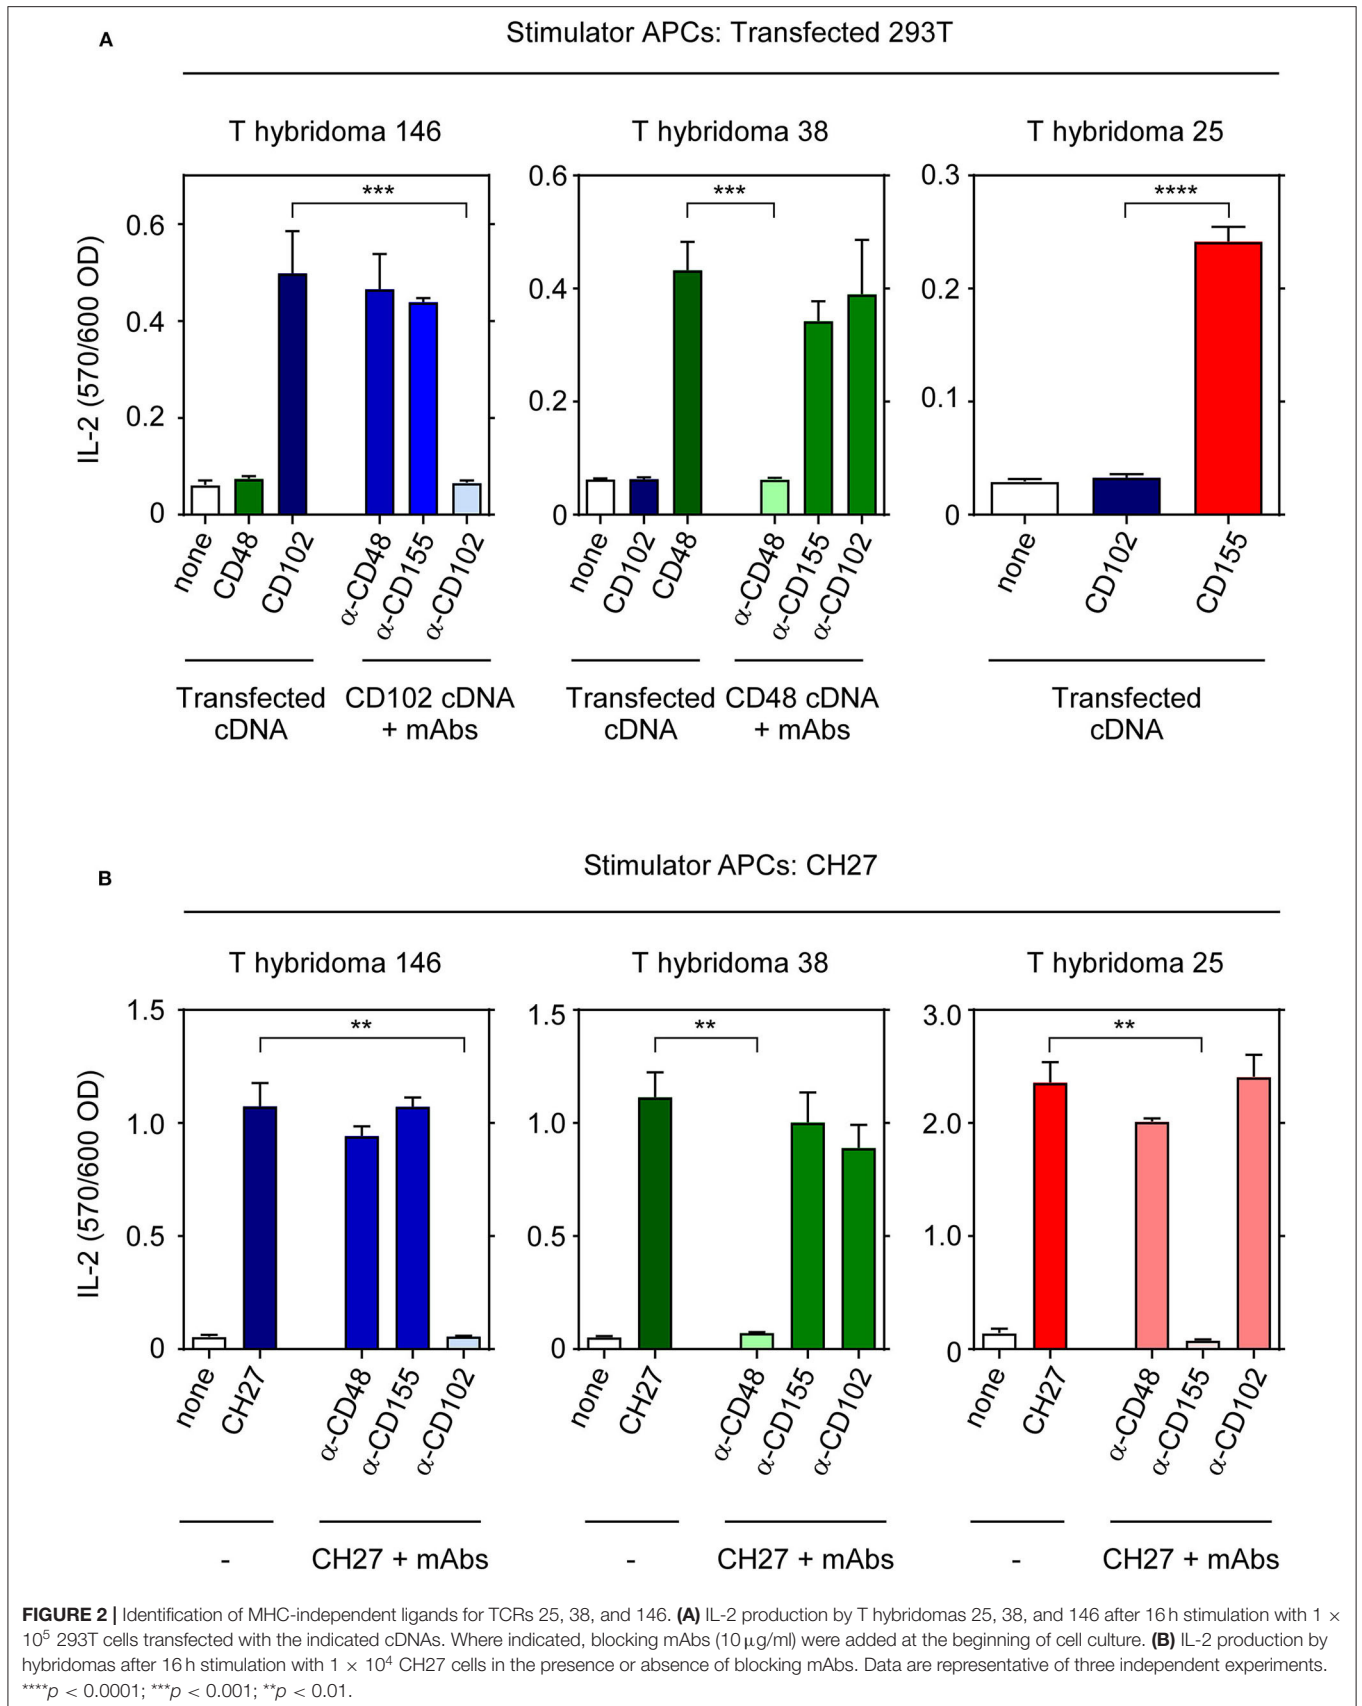 A
Stimulator APCs: Transfected 293T
T hybridoma 146
T hybridoma 38
T hybridoma 25
IL-2 (570/600 OD)
0.6
0.4
0.2
0
***
none
CD48
CD102
α-CD48
α-CD155
α-CD102
Transfected
cDNA
CD102 cDNA
+ mAbs
0.6
0.4
0.2
0
***
none
CD102
CD48
α-CD48
α-CD155
α-CD102
Transfected
cDNA
CD48 cDNA
+ mAbs
0.3
0.2
0.1
0
****
none
CD102
CD155
Transfected
cDNA
B
Stimulator APCs: CH27
T hybridoma 146
T hybridoma 38
T hybridoma 25
IL-2 (570/600 OD)
1.5
1.0
0.5
0
**
none
CH27
α-CD48
α-CD155
α-CD102
-
CH27 + mAbs
1.5
1.0
0.5
0
**
none
CH27
α-CD48
α-CD155
α-CD102
-
CH27 + mAbs
3.0
2.0
1.0
0
**
none
CH27
α-CD48
α-CD155
α-CD102
-
CH27 + mAbs
FIGURE 2 | Identification of MHC-independent ligands for TCRs 25, 38, and 146. (A) IL-2 production by T hybridomas 25, 38, and 146 after 16 h stimulation with 1 ×
10⁵ 293T cells transfected with the indicated cDNAs. Where indicated, blocking mAbs (10 μg/ml) were added at the beginning of cell culture. (B) IL-2 production by
hybridomas after 16 h stimulation with 1 × 10⁴ CH27 cells in the presence or absence of blocking mAbs. Data are representative of three independent experiments.
****p < 0.0001; ***p < 0.001; **p < 0.01.